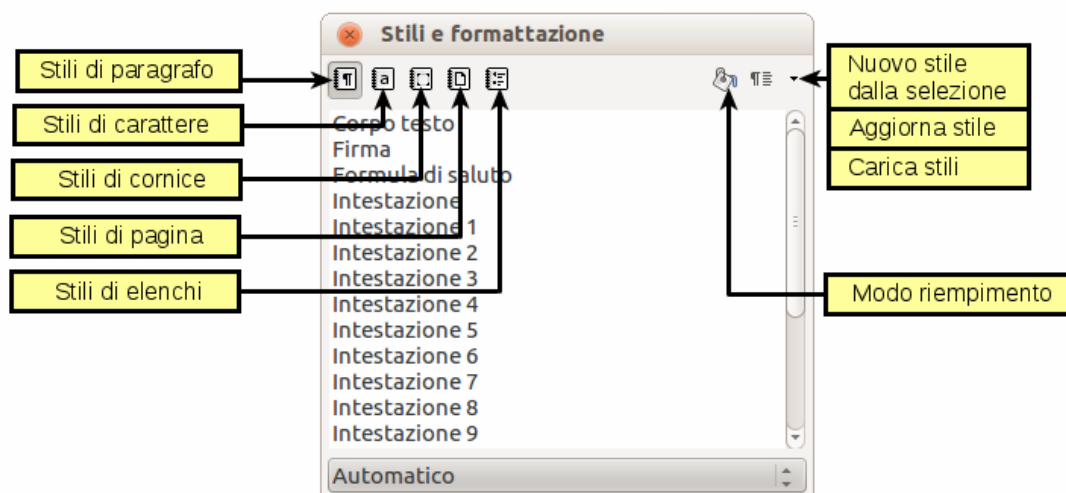 Stili e formattazione
Stili di paragrafo
Stili di carattere
Stili di cornice
Stili di pagina
Stili di elenchi
Corpo testo
Firma
Formula di saluto
Intestazione
Intestazione 1
Intestazione 2
Intestazione 3
Intestazione 4
Intestazione 5
Intestazione 6
Intestazione 7
Intestazione 8
Intestazione 9
Automatico
Nuovo stile
dalla selezione
Aggiorna stile
Carica stili
Modo riempimento